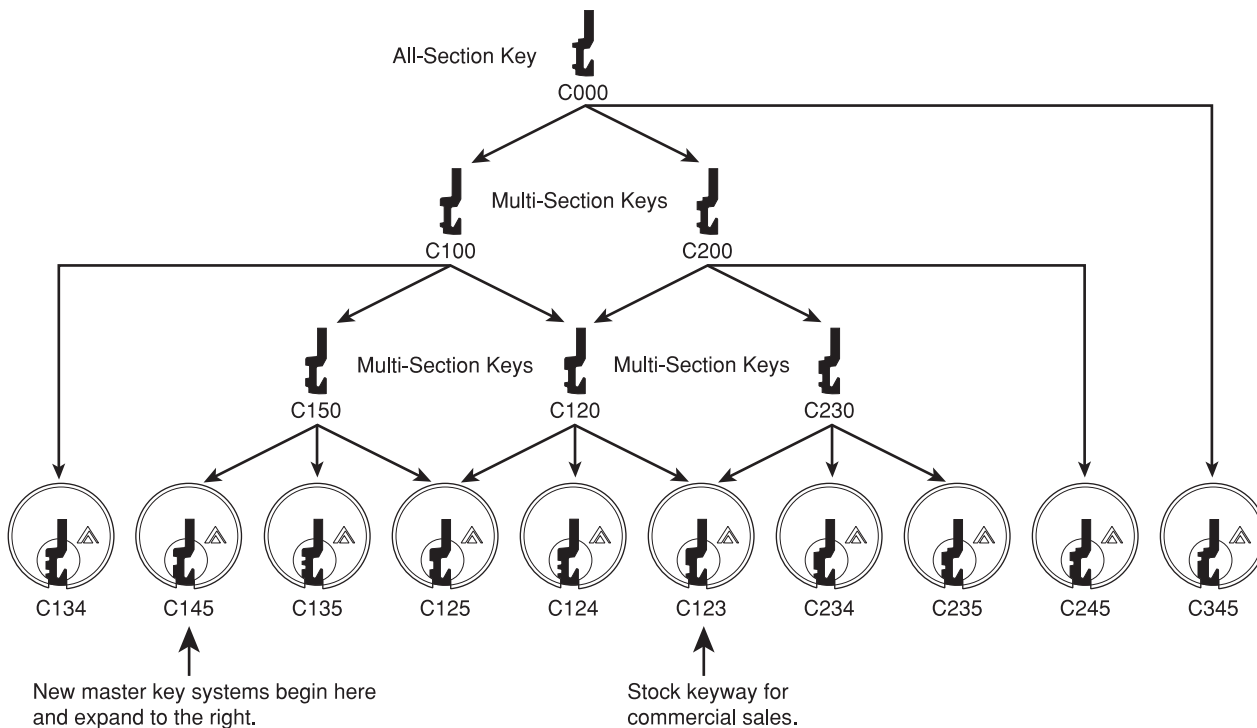 All-Section Key
C000
Multi-Section Keys
C100
C200
Multi-Section Keys
Multi-Section Keys
C150
C120
C230
C134
C145
C135
C125
C124
C123
C234
C235
C245
C345
New master key systems begin here
and expand to the right.
Stock keyway for
commercial sales.